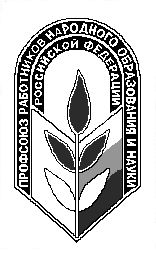 ПРОФСОЮЗ РАБОТНИКОВ НАРОДНОГО ОБРАЗОВАНИЯ И НАУКИ
РОССИЙСКОЙ ФЕДЕРАЦИИ